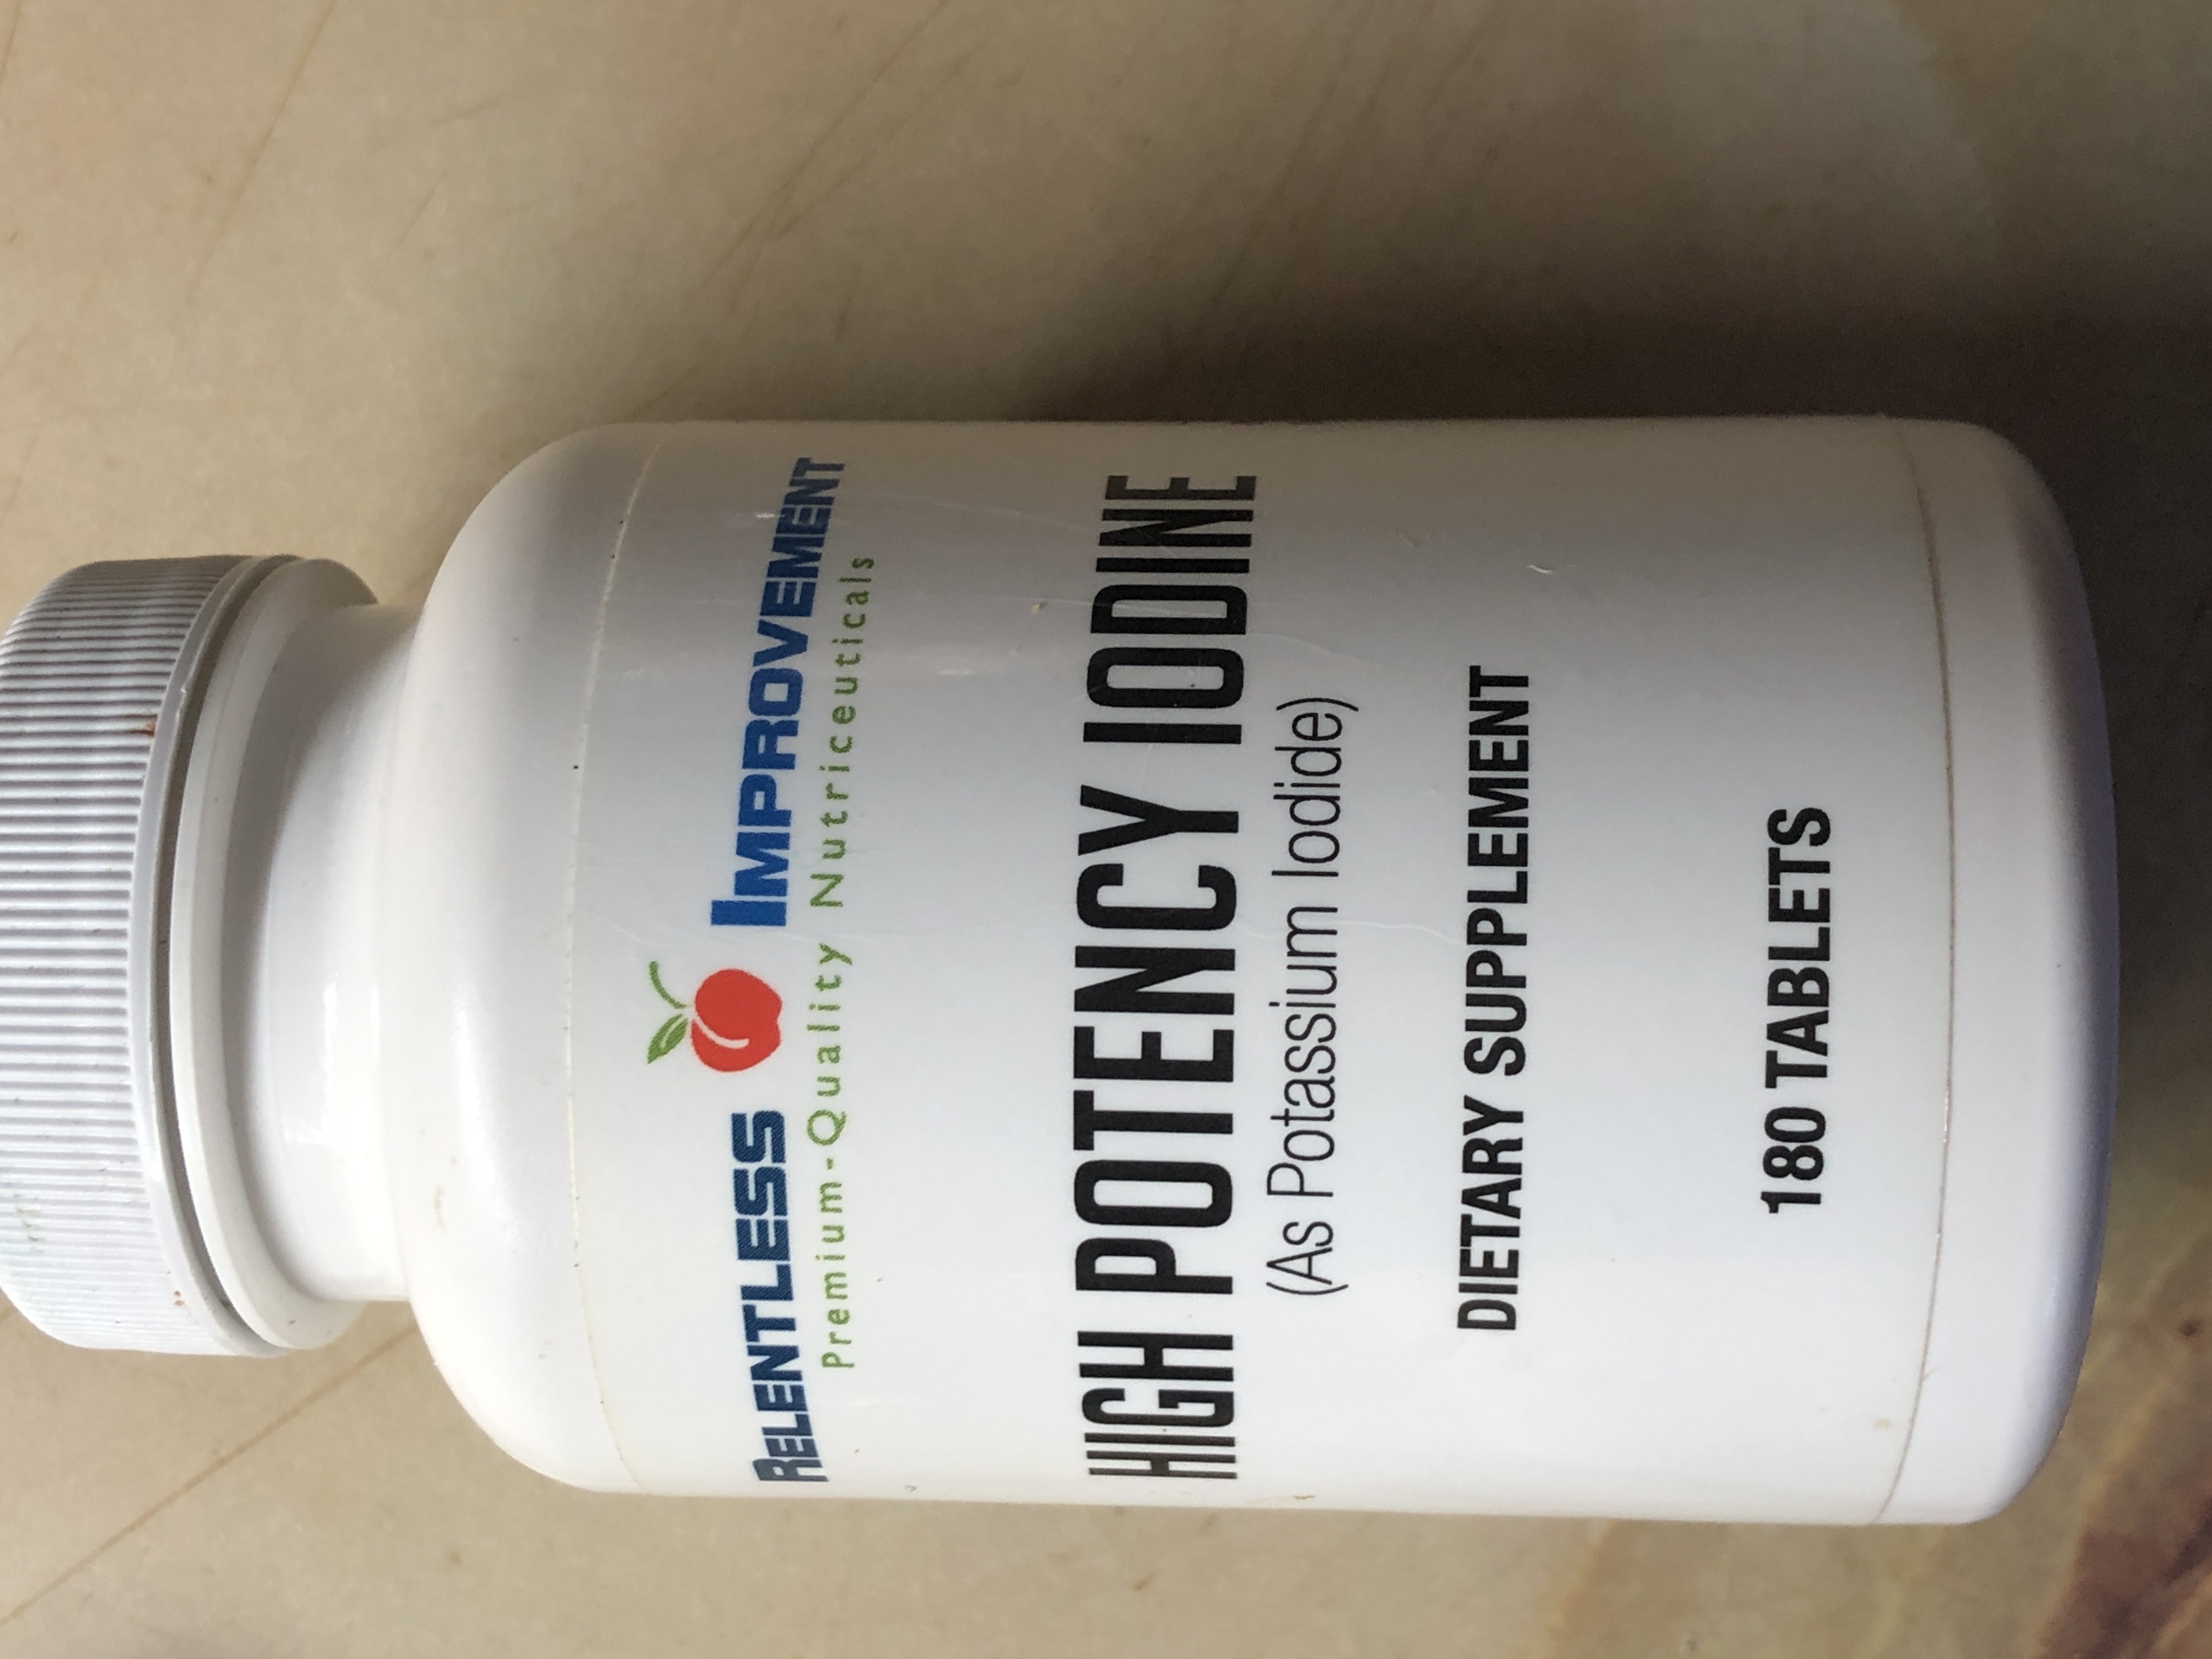 RELENTLESS IMPROVEMENT
Premium-Quality Nutriceuticals
HIGH POTENCY IODINE
(As Potassium Iodide)
DIETARY SUPPLEMENT
180 TABLETS